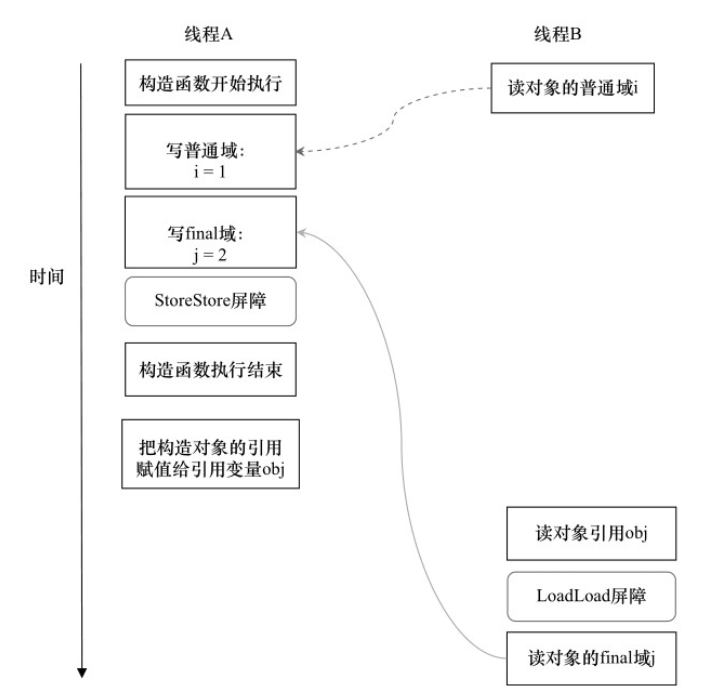 线程A
线程B
构造函数开始执行
读对象的普通域i
写普通域：
i = 1
写final域：
j = 2
时间
StoreStore屏障
构造函数执行结束
把构造对象的引用
赋值给引用变量obj
读对象引用obj
LoadLoad屏障
读对象的final域j